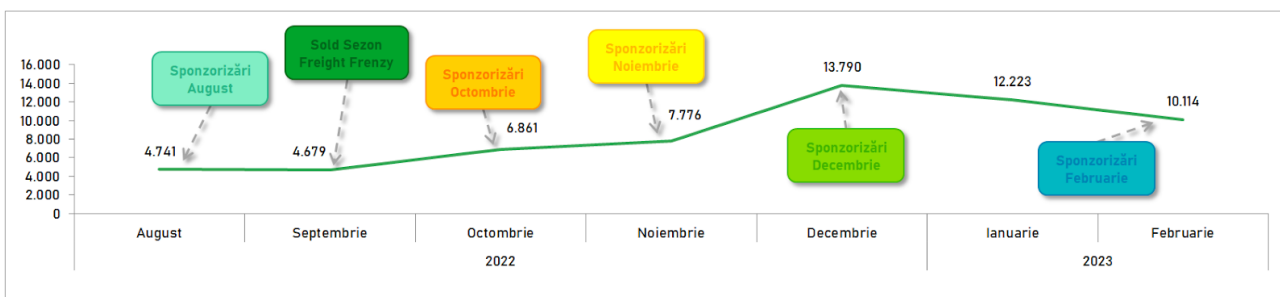 Sold Sezon
Freight Frenzy
Sponzorizări
August
Sponzorizări
Octombrie
Sponzorizări
Noiembrie
Sponzorizări
Decembrie
Sponzorizări
Februarie
16.000
14.000
12.000
10.000
8.000
6.000
4.000
2.000
0
4.741
4.679
6.861
7.776
13.790
12.223
10.114
August
Septembrie
Octombrie
Noiembrie
Decembrie
Ianuarie
Februarie
2022
2023